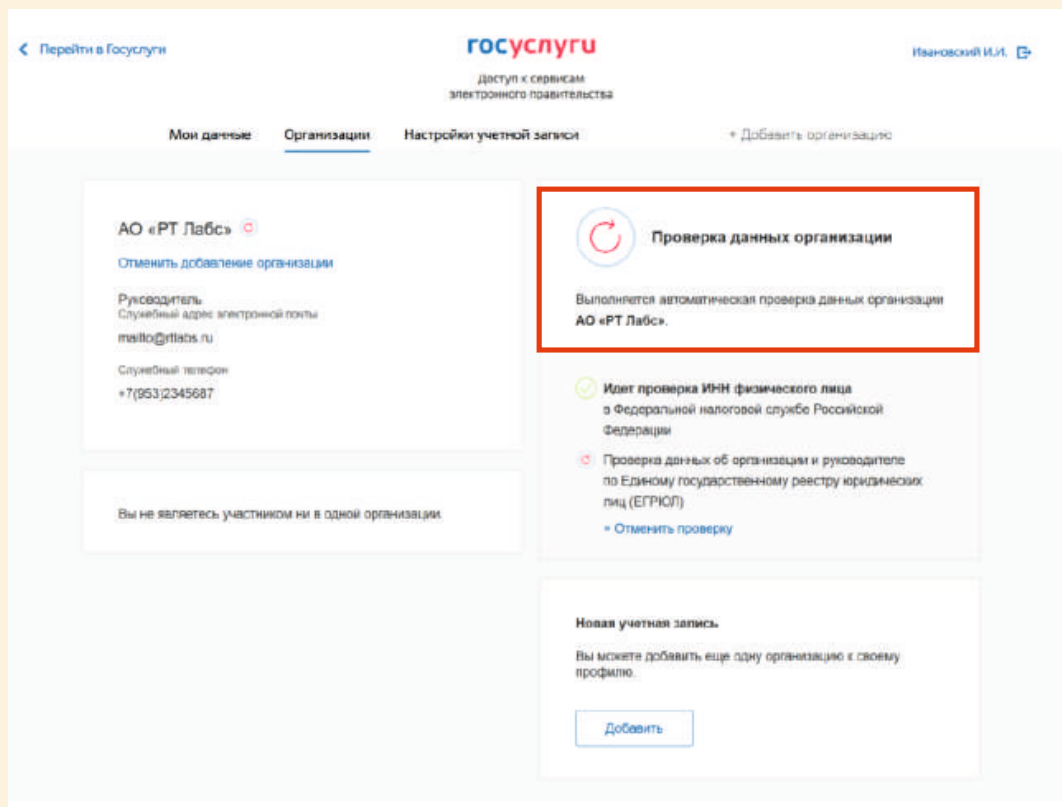 Перейти в Госуслуги
госуслуги
Доступ к сервисам
электронного правительства
Ивановский И.И.
Мои данные
Организации
Настройки учетной записи
+ Добавить организацию
АО «РТ Лабс»
Отменить добавление организации
Руководитель
Служебный адрес электронной почты
mailto@rtlabs.ru
Служебный телефон
+7(953)2345687
Вы не являетесь участником ни в одной организации
Проверка данных организации
Выполняется автоматическая проверка данных организации
АО «РТ Лабс».
Идет проверка ИНН физического лица
в Федеральной налоговой службе Российской
Федерации
Проверка данных об организации и руководителе
по Единому государственному реестру юридических
лиц (ЕГРЮЛ)
Отменить проверку
Новая учетная запись
Вы можете добавить еще одну организацию к своему
профилю.
Добавить